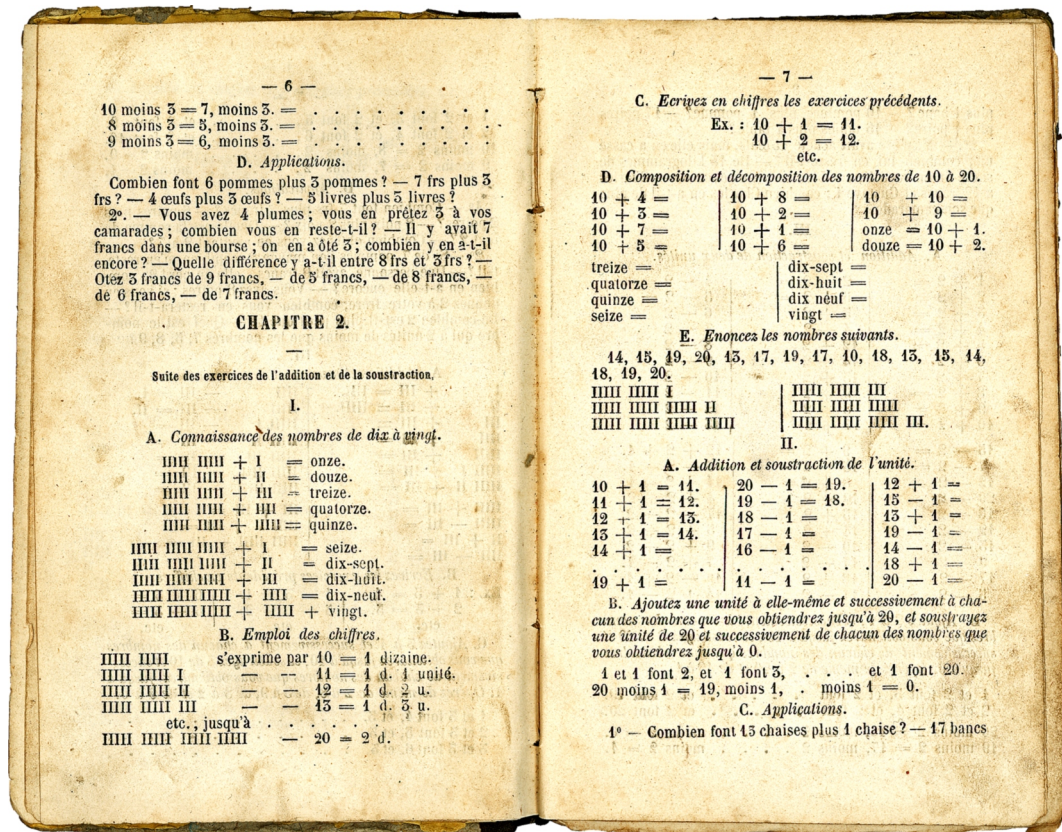 — 6 —
10 moins 3 = 7, moins 3. = . . . . . . . . .
8 moins 3 = 5, moins 3. = . . . . . . . . .
9 moins 3 = 6, moins 3. = . . . . . . . . .
D. Applications.
Combien font 6 pommes plus 3 pommes ? — 7 frs plus 3
frs ? — 4 œufs plus 3 œufs ? — 5 livres plus 3 livres ?
2º. — Vous avez 4 plumes ; vous en prêtez 3 à vos
camarades ; combien vous en reste-t-il ? — Il y avait 7
francs dans une bourse ; on en a ôté 3 ; combien y en a-t-il
encore ? — Quelle différence y a-t-il entre 8 frs et 3 frs ? —
Otez 3 francs de 9 francs, — de 5 francs, — de 8 francs, —
de 6 francs, — de 7 francs.
CHAPITRE 2.
Suite des exercices de l'addition et de la soustraction.
I.
A. Connaissance des nombres de dix à vingt.
IIIII IIIII + I = onze.
IIIII IIIII + II = douze.
IIIII IIIII + III = treize.
IIIII IIIII + IIII = quatorze.
IIIII IIIII + IIIII = quinze.
IIIII IIIII IIIII + I = seize.
IIIII IIIII IIIII + II = dix-sept.
IIIII IIIII IIIII + III = dix-huit.
IIIII IIIII IIIII + IIII = dix-neuf.
IIIII IIIII IIIII + IIIII + vingt.
B. Emploi des chiffres.
IIIII IIIII s'exprime par 10 = 1 dizaine.
IIIII IIIII I — — 11 = 1 d. 1 unité.
IIIII IIIII II — — 12 = 1 d. 2 u.
IIIII IIIII III — — 13 = 1 d. 3 u.
etc., jusqu'à . . . . . . .
IIIII IIIII IIIII IIIII — 20 = 2 d.
— 7 —
C. Ecrivez en chiffres les exercices précédents.
Ex. : 10 + 1 = 11.
10 + 2 = 12.
etc.
D. Composition et décomposition des nombres de 10 à 20.
10 + 4 = 10 + 8 = 10 + 10 =
10 + 3 = 10 + 2 = 10 + 9 =
10 + 7 = 10 + 1 = onze = 10 + 1.
10 + 5 = 10 + 6 = douze = 10 + 2.
treize = dix-sept =
quatorze = dix-huit =
quinze = dix neuf =
seize = vingt =
E. Enoncez les nombres suivants.
14, 15, 19, 20, 13, 17, 19, 17, 10, 18, 13, 15, 14,
18, 19, 20.
IIIII IIIII I IIIII IIIII III
IIIII IIIII IIIII II IIIII IIIII IIIII
IIIII IIIII IIIII IIIII IIIII IIIII IIIII III.
II.
A. Addition et soustraction de l'unité.
10 + 1 = 11. 20 — 1 = 19. 12 + 1 =
11 + 1 = 12. 19 — 1 = 18. 15 — 1 =
12 + 1 = 13. 18 — 1 = 13 + 1 =
13 + 1 = 14. 17 — 1 = 19 — 1 =
14 + 1 = 16 — 1 = 14 — 1 =
. . . . . . . . . . . . 18 + 1 =
19 + 1 = 11 — 1 = 20 — 1 =
B. Ajoutez une unité à elle-même et successivement à cha-
cun des nombres que vous obtiendrez jusqu'à 20, et soustrayez
une unité de 20 et successivement de chacun des nombres que
vous obtiendrez jusqu'à 0.
1 et 1 font 2, et 1 font 3, . . . et 1 font 20.
20 moins 1 = 19, moins 1, . moins 1 = 0.
C. Applications.
1º — Combien font 13 chaises plus 1 chaise ? — 17 bancs